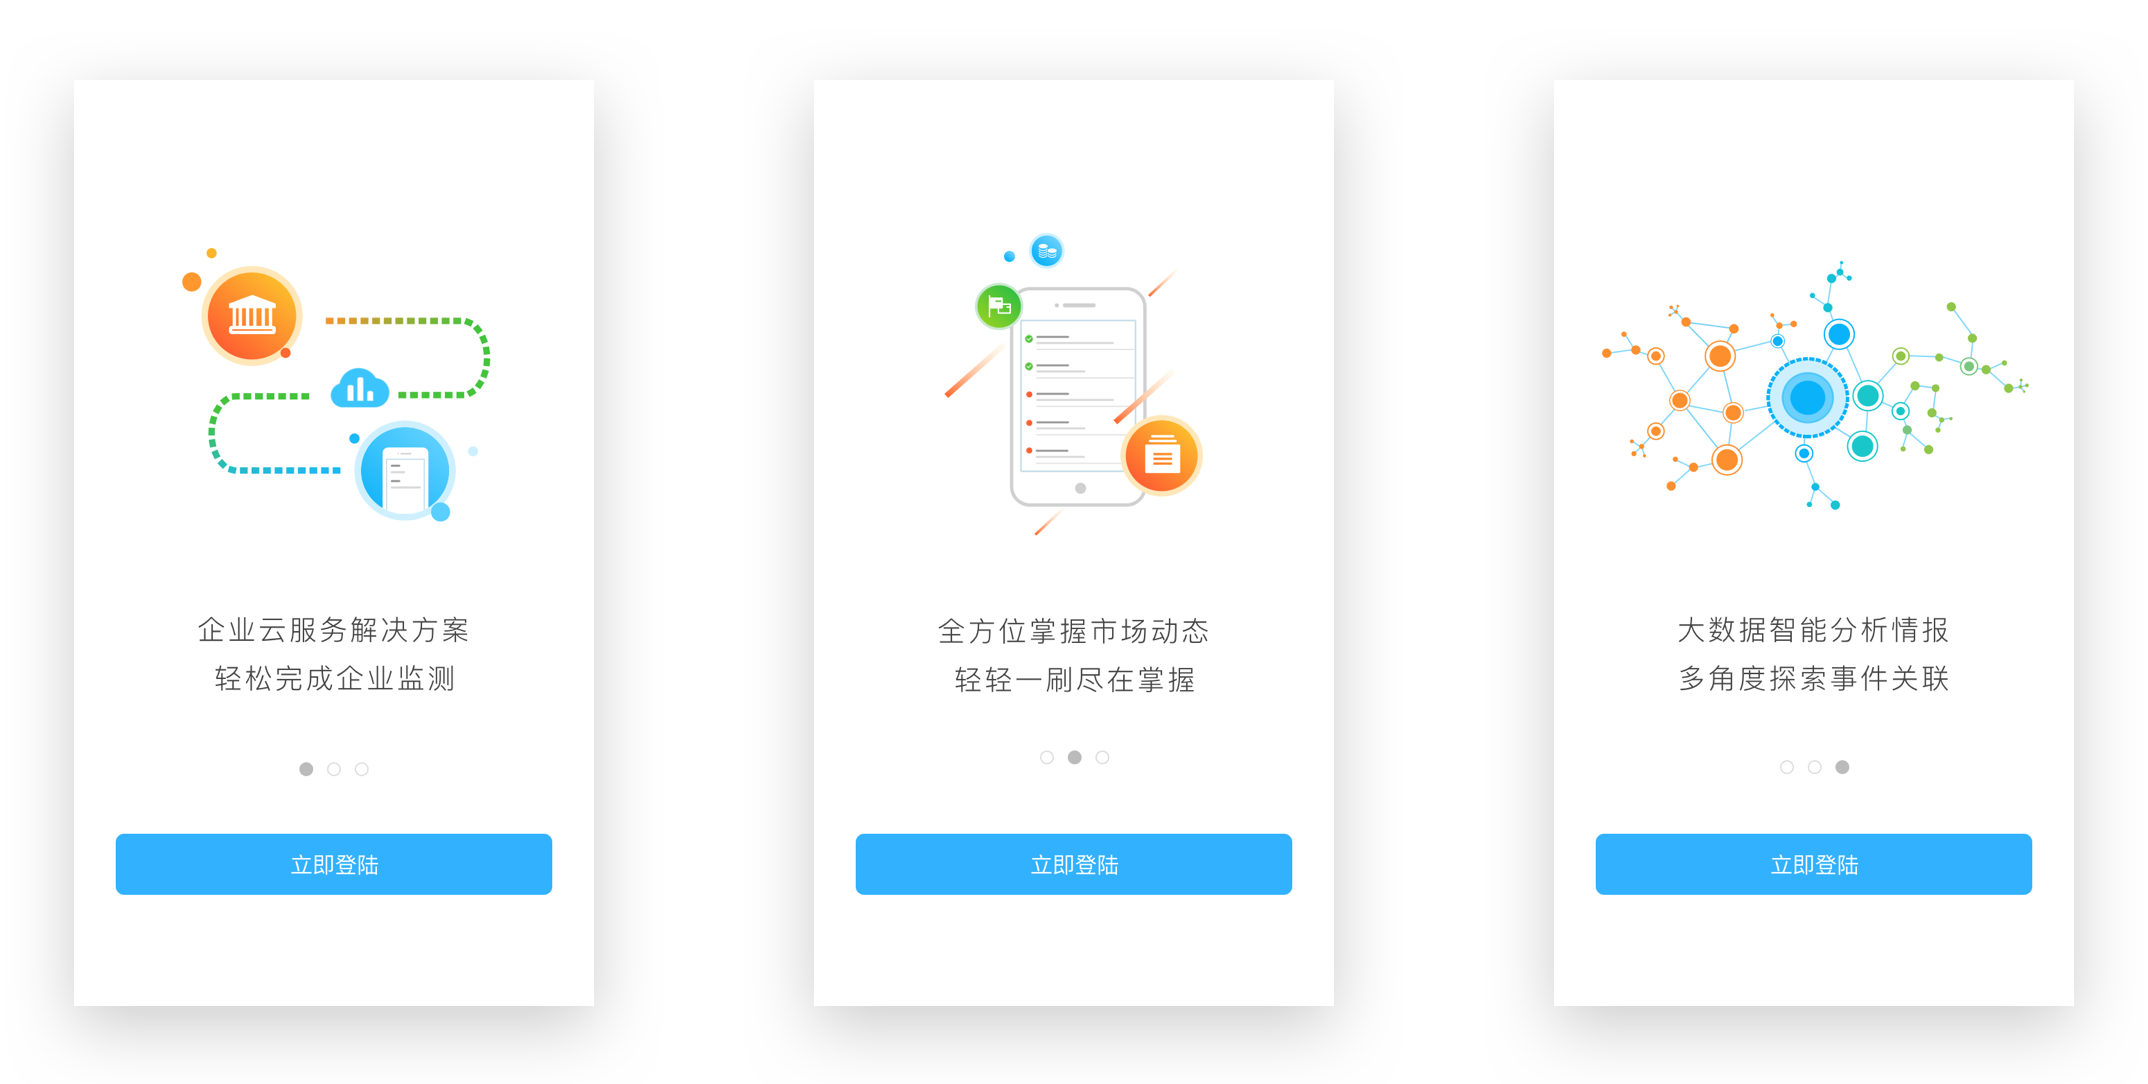 企业云服务解决方案
轻松完成企业监测
立即登陆
全方位掌握市场动态
轻轻一刷尽在掌握
立即登陆
大数据智能分析情报
多角度探索事件关联
立即登陆